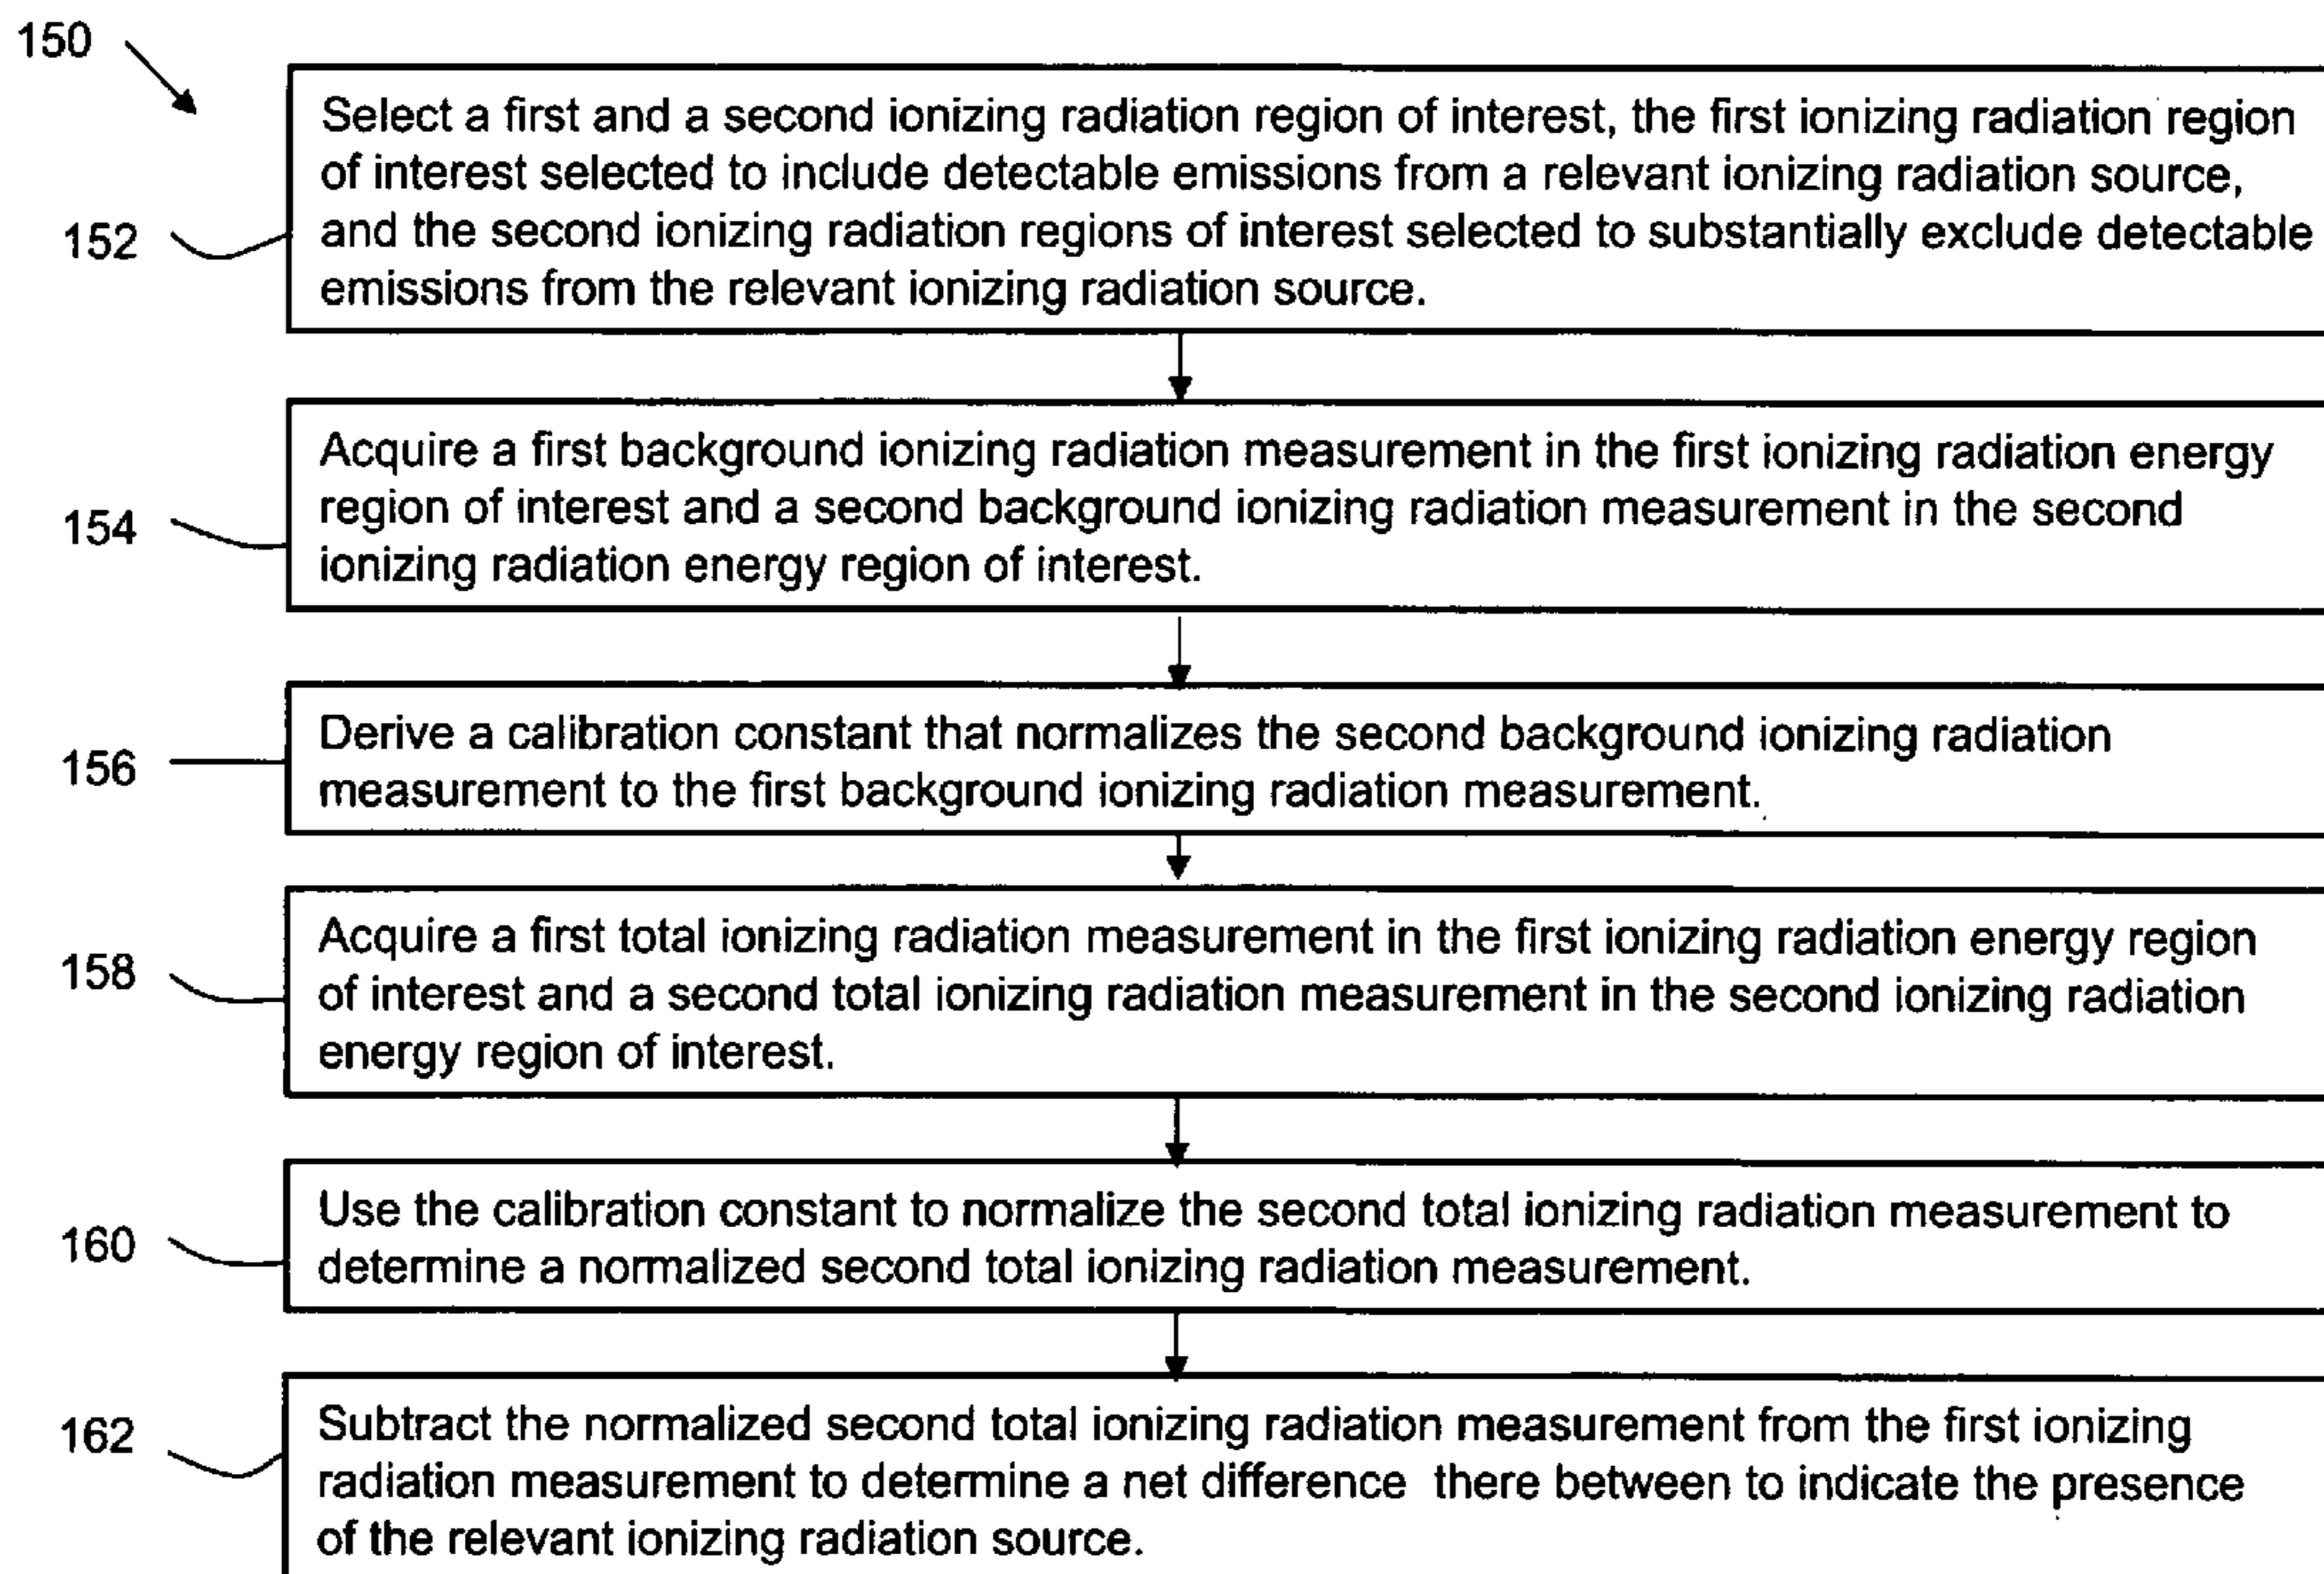 150
Select a first and a second ionizing radiation region of interest, the first ionizing radiation region
of interest selected to include detectable emissions from a relevant ionizing radiation source,
152
and the second ionizing radiation regions of interest selected to substantially exclude detectable
emissions from the relevant ionizing radiation source.
Acquire a first background ionizing radiation measurement in the first ionizing radiation energy
154
region of interest and a second background ionizing radiation measurement in the second
ionizing radiation energy region of interest.
156
Derive a calibration constant that normalizes the second background ionizing radiation
measurement to the first background ionizing radiation measurement.
158
Acquire a first total ionizing radiation measurement in the first ionizing radiation energy region
of interest and a second total ionizing radiation measurement in the second ionizing radiation
energy region of interest.
160
Use the calibration constant to normalize the second total ionizing radiation measurement to
determine a normalized second total ionizing radiation measurement.
162
Subtract the normalized second total ionizing radiation measurement from the first ionizing
radiation measurement to determine a net difference there between to indicate the presence
of the relevant ionizing radiation source.